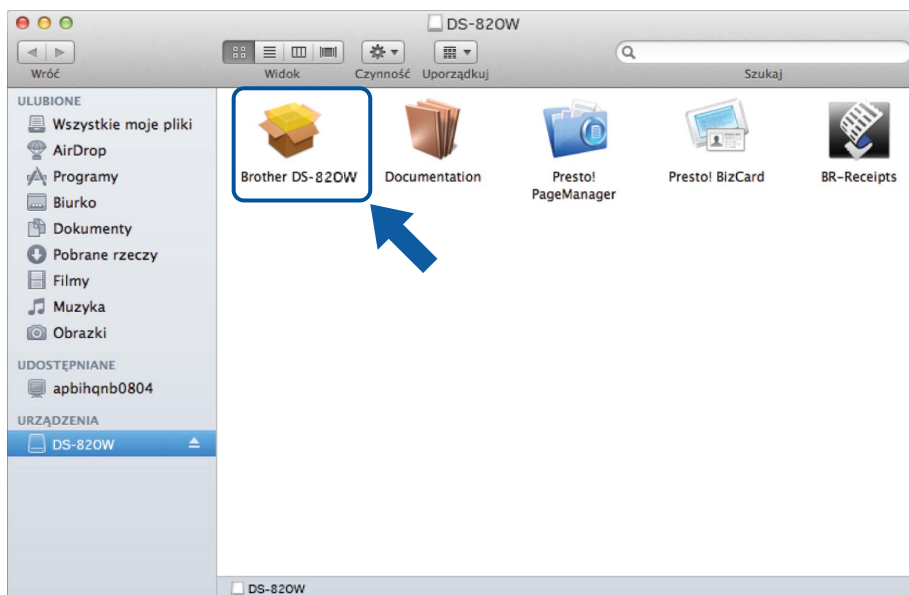 DS-820W
Wróć
Widok
Czynność
Uporządkuj
Szukaj
ULUBIONE
Wszystkie moje pliki
AirDrop
Programy
Biurko
Dokumenty
Pobrane rzeczy
Filmy
Muzyka
Obrazki
UDOSTĘPNIANE
apbihqnb0804
URZĄDZENIA
DS-820W
Brother DS-820W
Documentation
Presto!
PageManager
Presto! BizCard
BR-Receipts
DS-820W